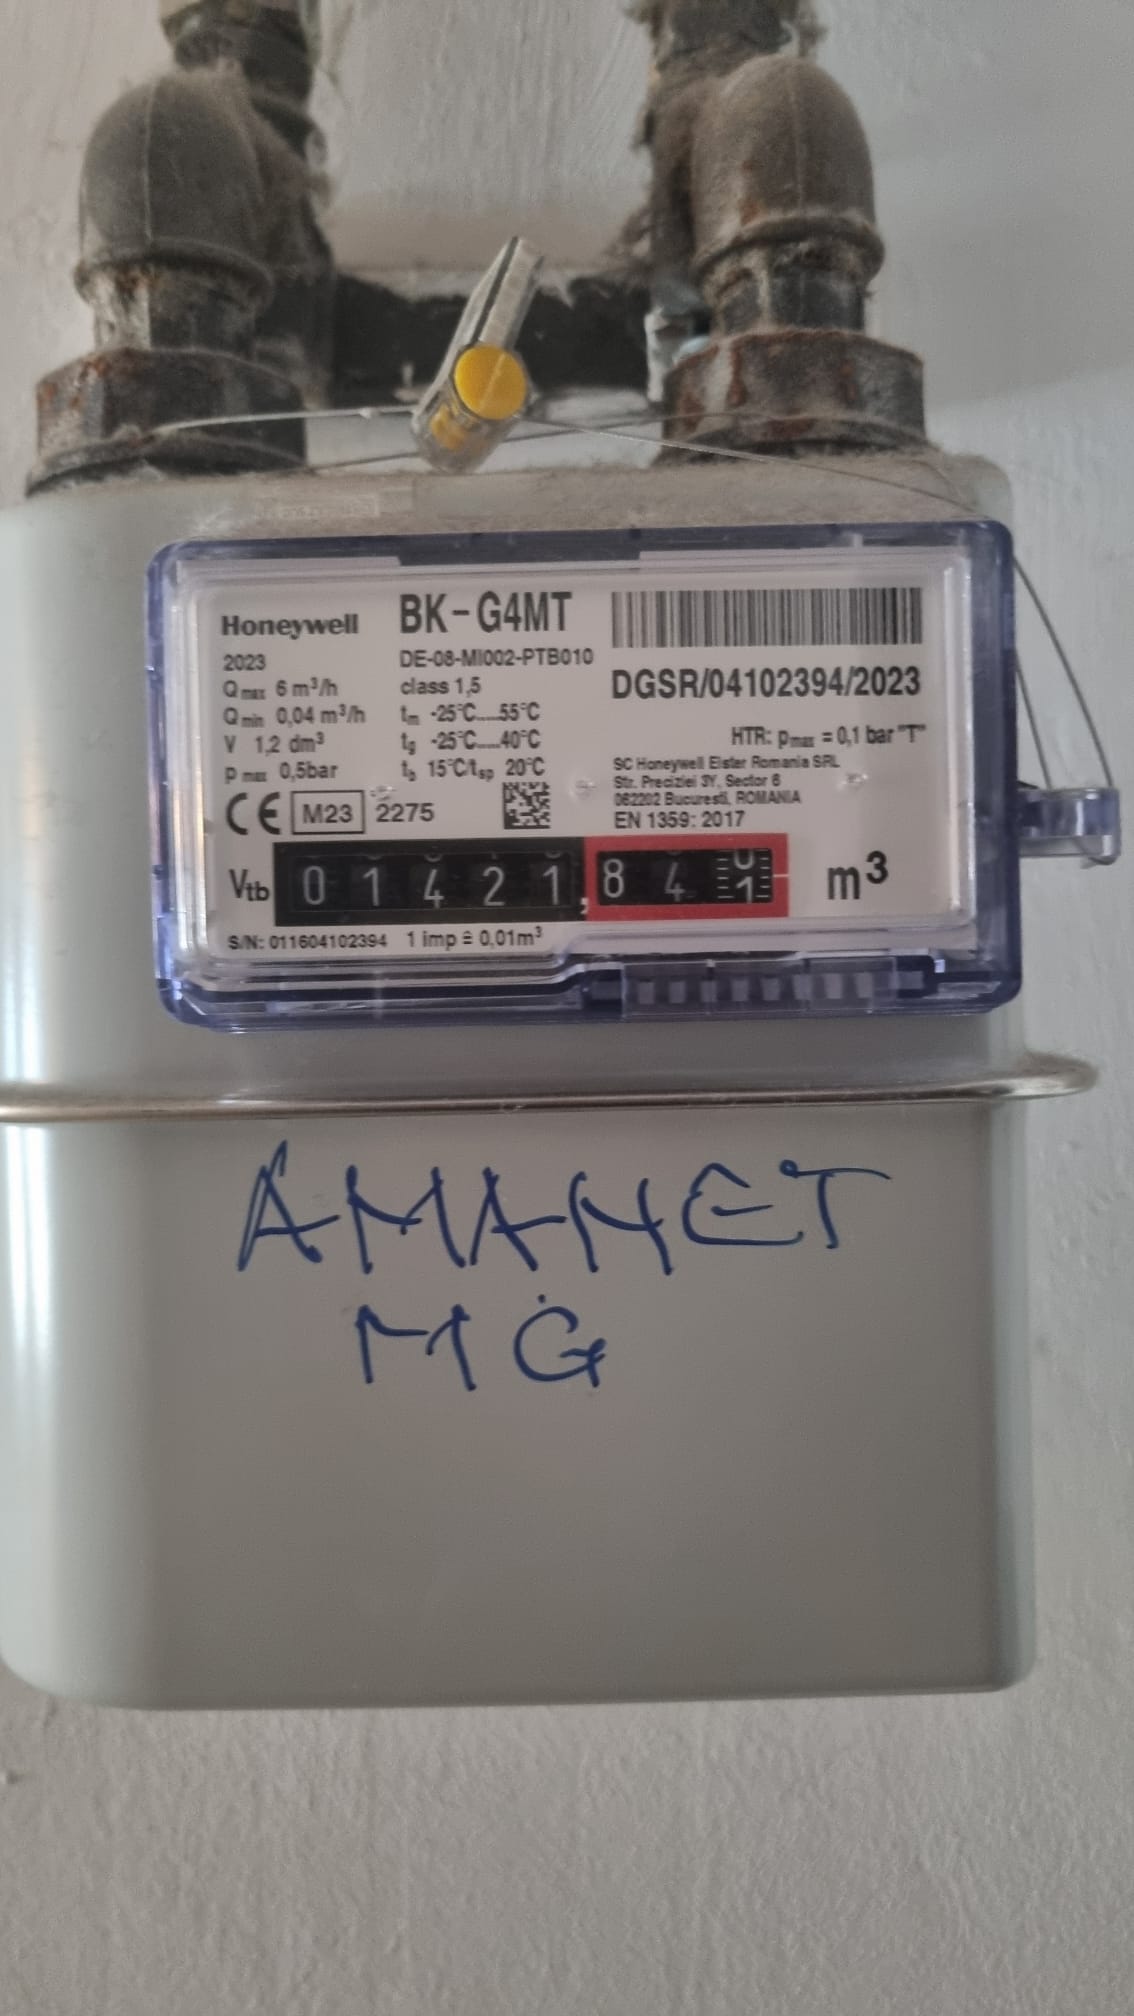 Honeywell BK-G4MT
2023 DE-08-MI002-PTB010
Qmax 6 m³/h class 1,5 DGSR/04102394/2023
Qmin 0,04 m³/h tm -25°C.....55°C
V 1,2 dm³ tg -25°C.....40°C HTR: pmax = 0,1 bar "T"
p max 0,5bar tb 15°C/tsp 20°C
SC Honeywell Elster Romania SRL
Str. Preciziei 3Y, Sector 6
062202 Bucuresti, ROMANIA
CE M23 2275 EN 1359: 2017
Vtb 01421,841 m³
S/N: 011604102394 1 imp ≙ 0,01m³
AMANET
MG